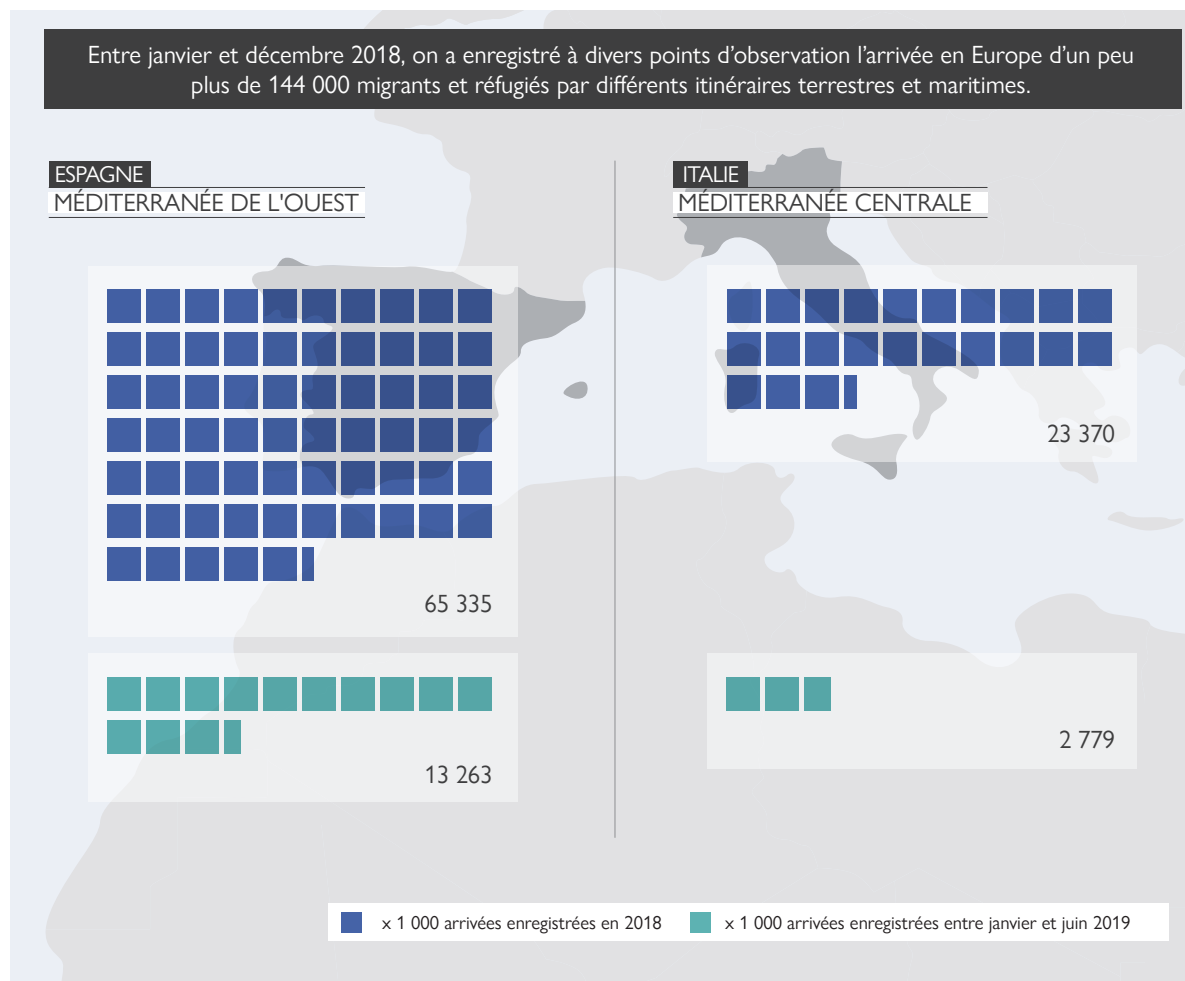 Entre janvier et décembre 2018, on a enregistré à divers points d’observation l’arrivée en Europe d’un peu
plus de 144 000 migrants et réfugiés par différents itinéraires terrestres et maritimes.
ESPAGNE
MÉDITERRANÉE DE L'OUEST
65 335
13 263
ITALIE
MÉDITERRANÉE CENTRALE
23 370
2 779
x 1 000 arrivées enregistrées en 2018
x 1 000 arrivées enregistrées entre janvier et juin 2019